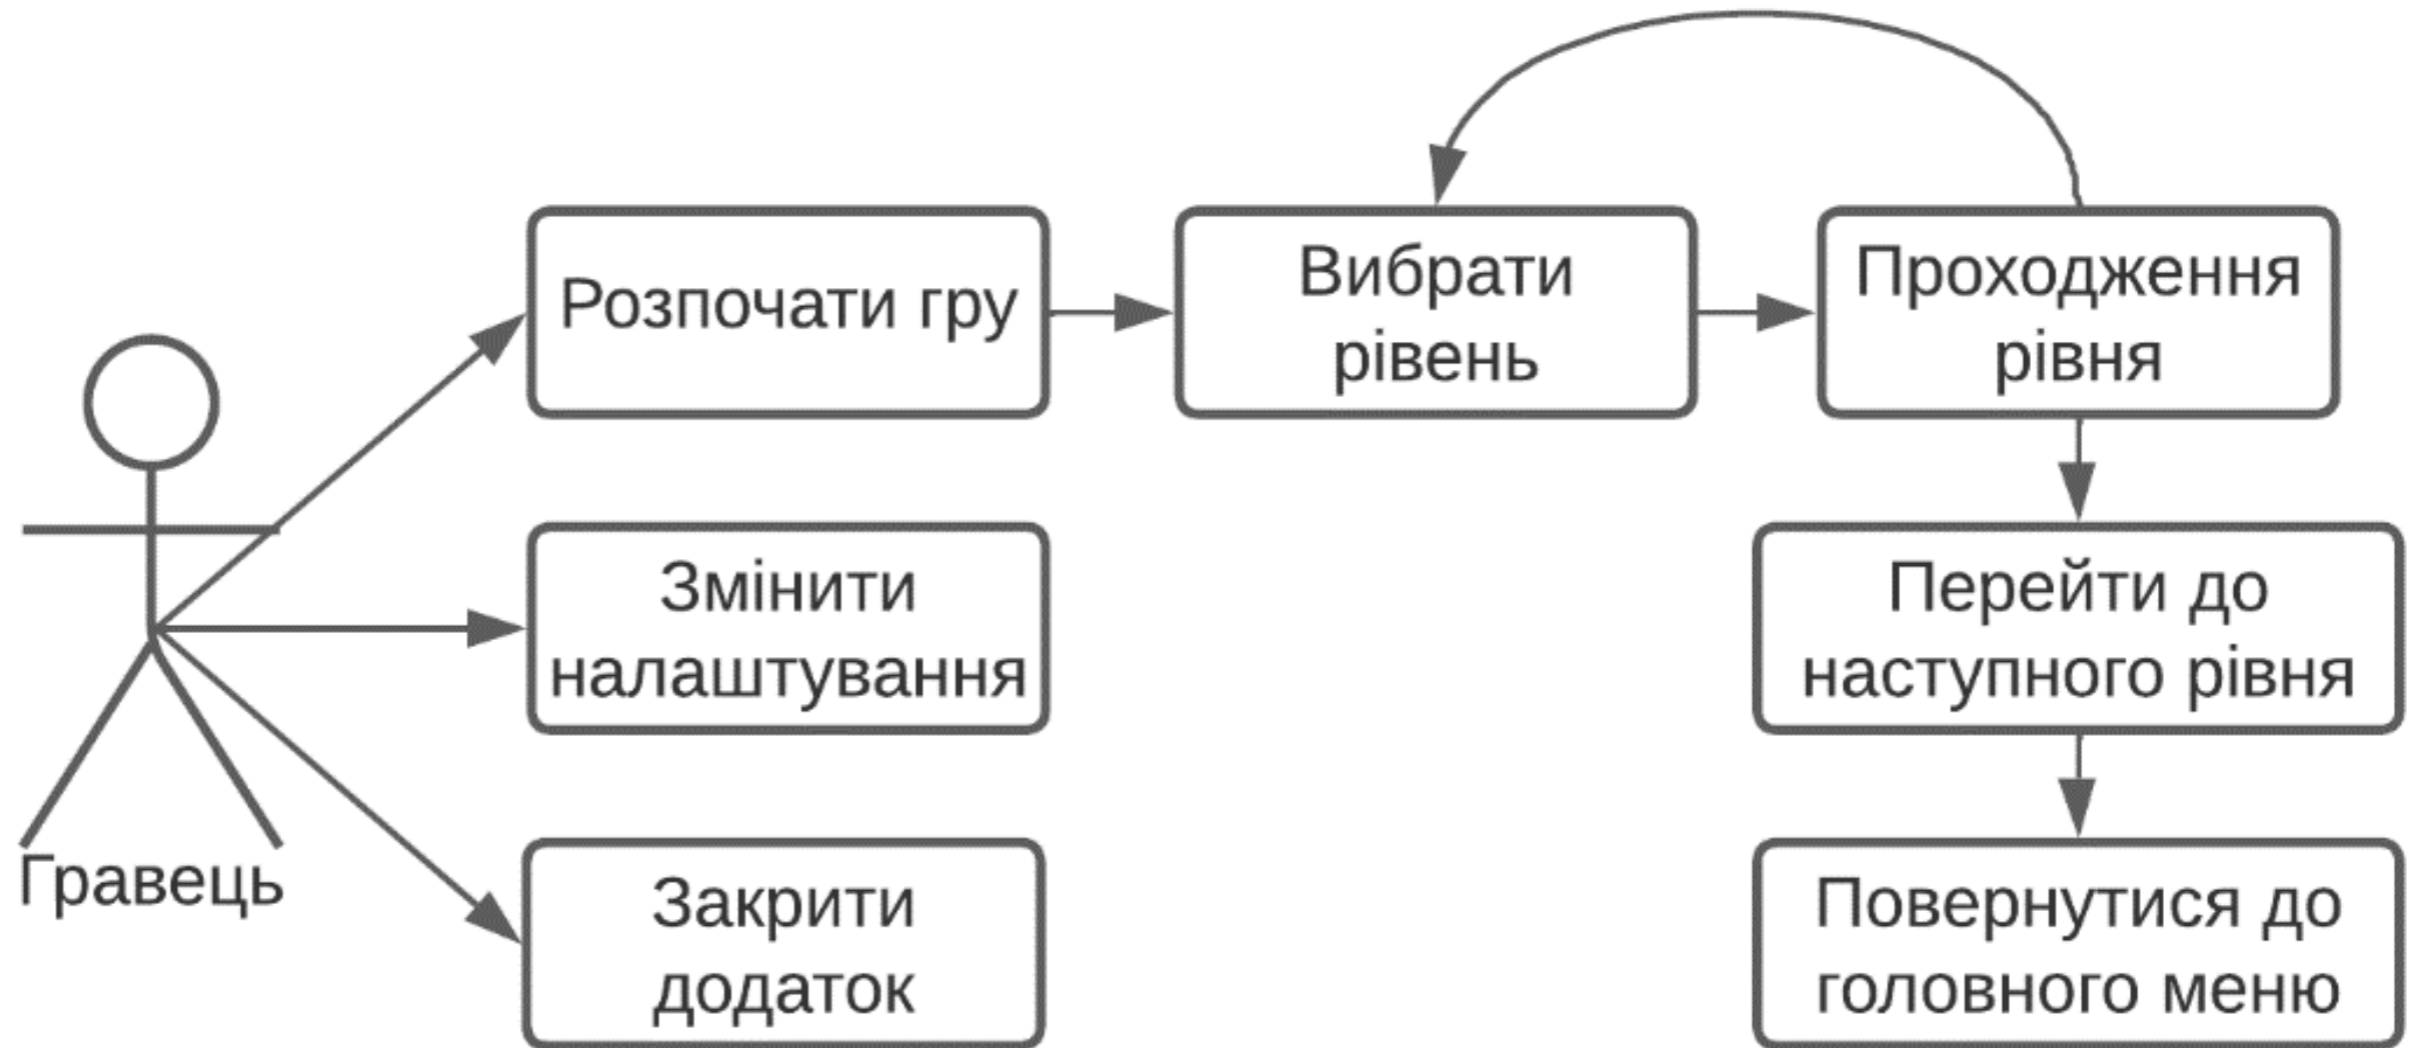 Розпочати гру
Вибрати
рівень
Проходження
рівня
Змінити
налаштування
Перейти до
наступного рівня
Гравець
Закрити
додаток
Повернутися до
головного меню